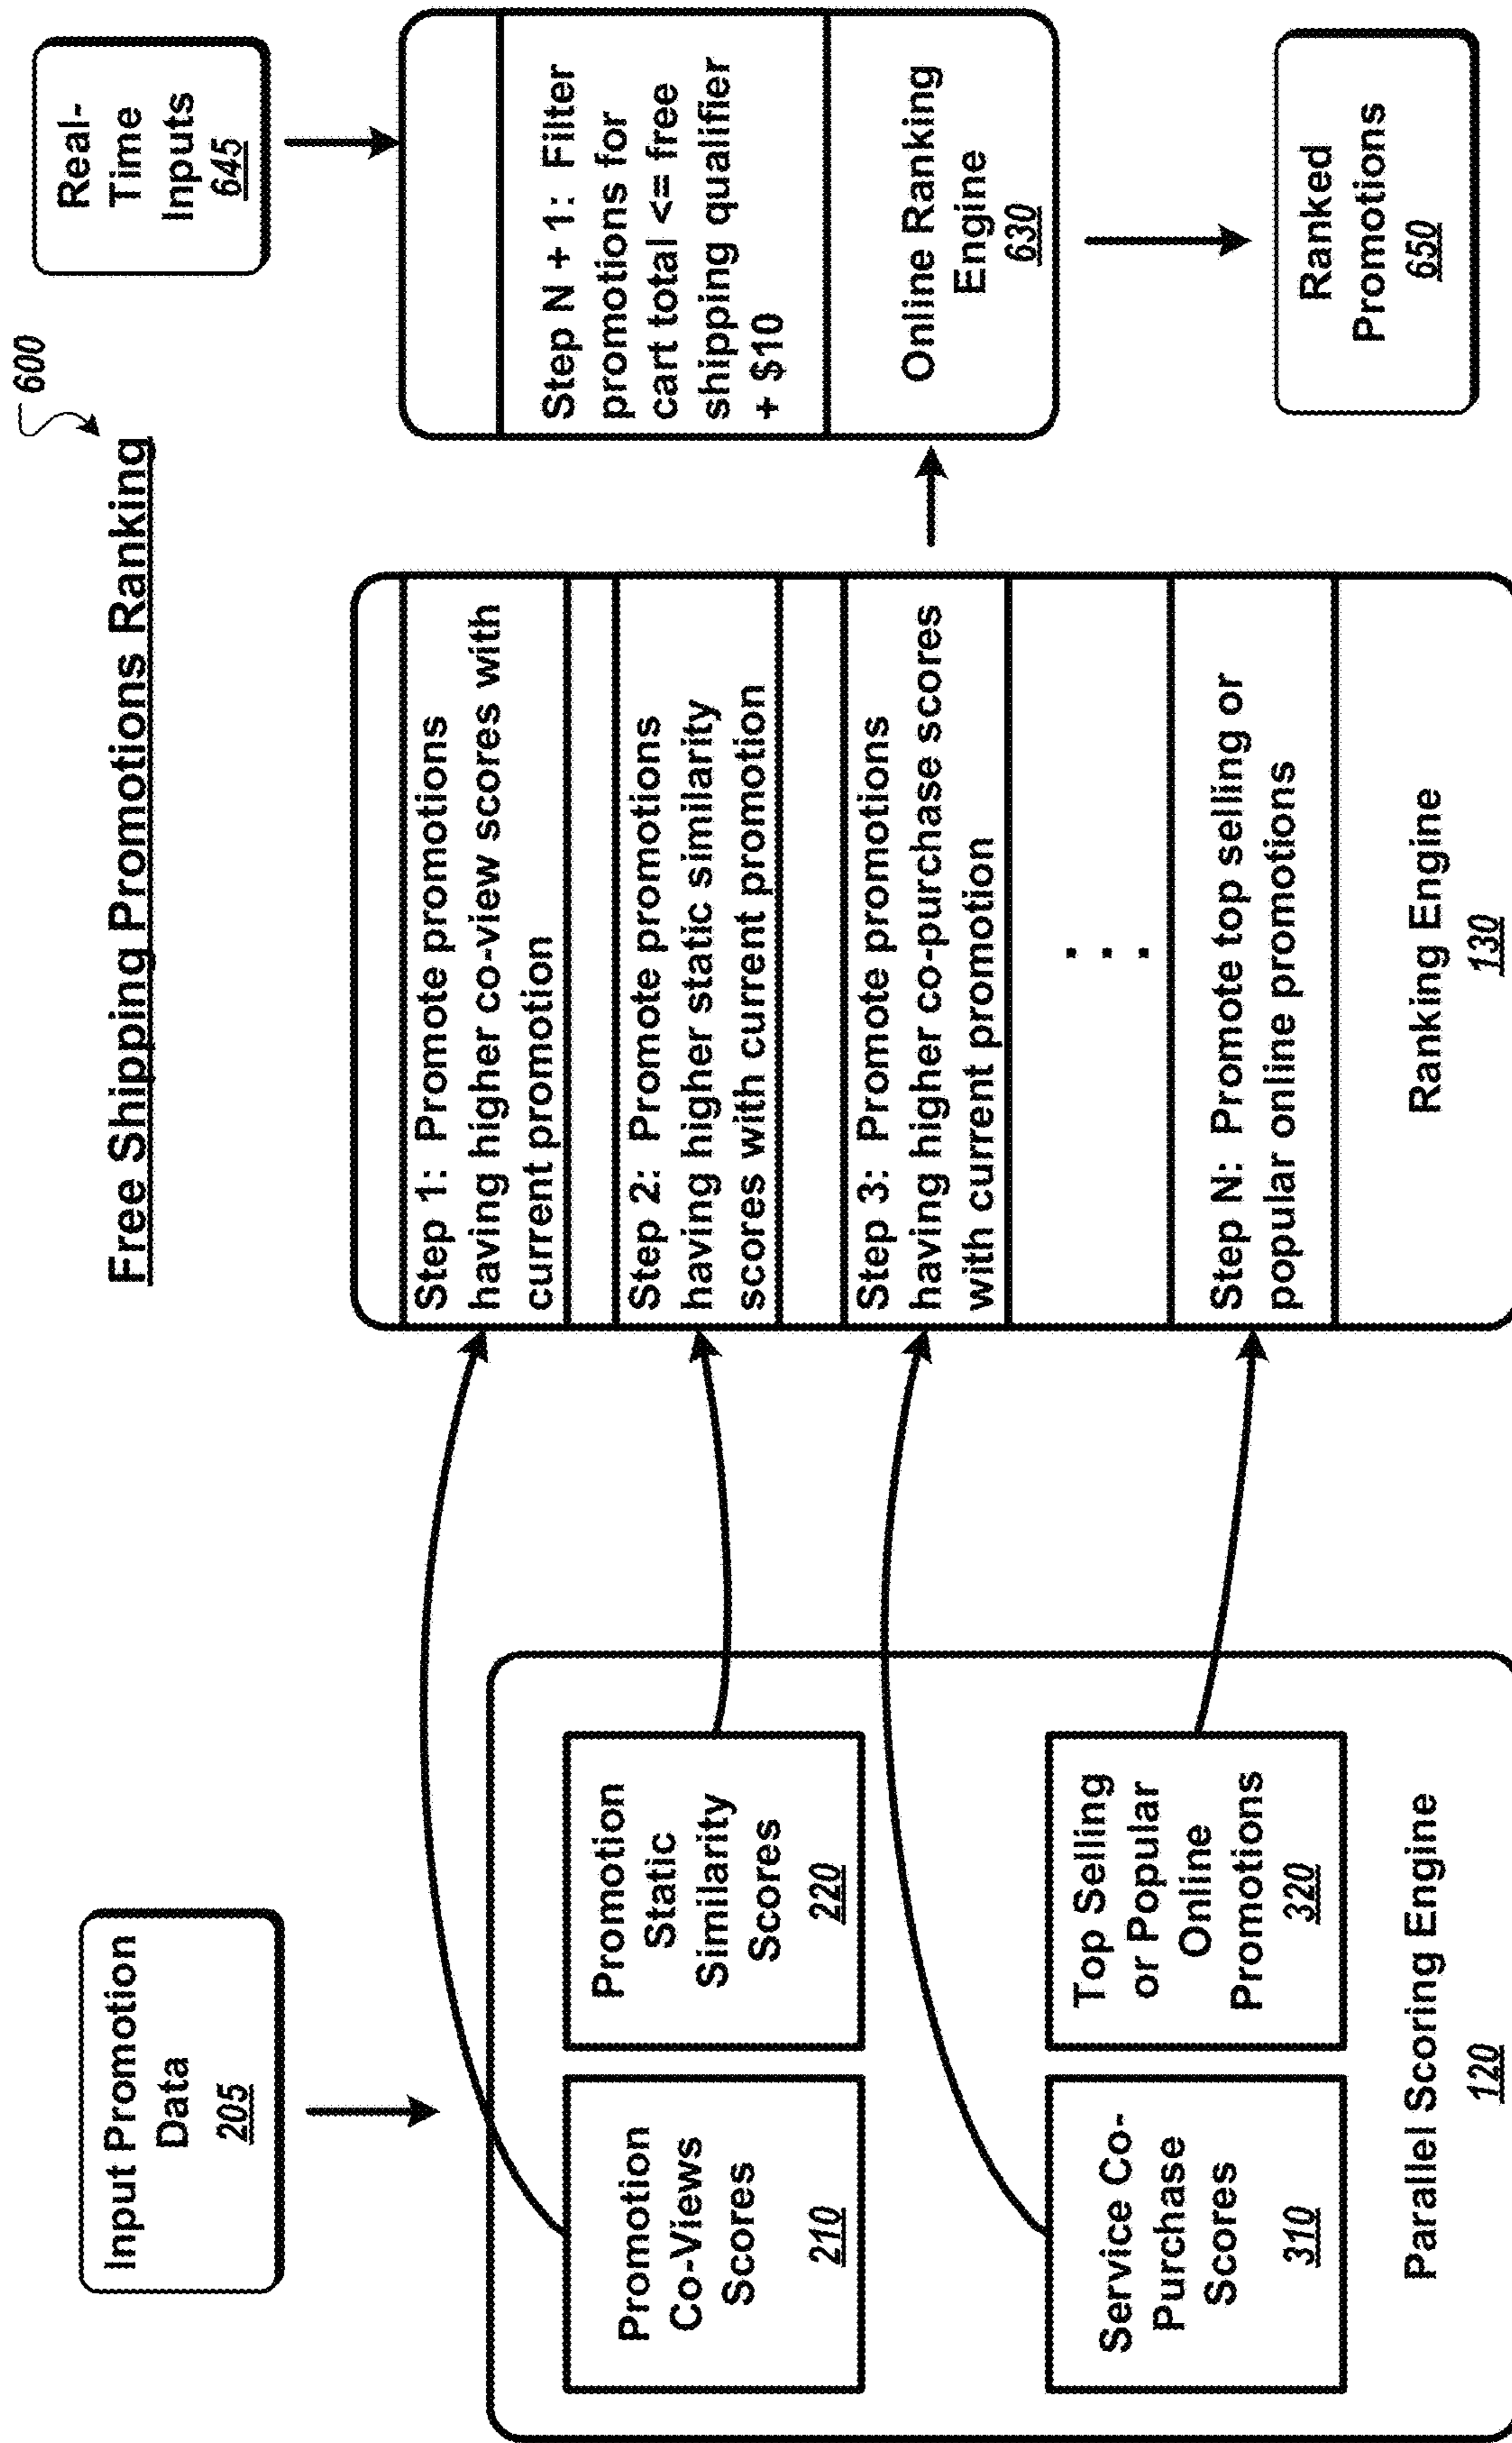 600
Free Shipping Promotions Ranking
Input Promotion
Data
205
Promotion
Co-Views
Scores
210
Promotion
Static
Similarity
Scores
220
Service Co-
Purchase
Scores
310
Top Selling
or Popular
Online
Promotions
320
Parallel Scoring Engine
120
Step 1: Promote promotions
having higher co-view scores with
current promotion
Step 2: Promote promotions
having higher static similarity
scores with current promotion
Step 3: Promote promotions
having higher co-purchase scores
with current promotion
. . .
Step N: Promote top selling or
popular online promotions
Ranking Engine
130
Real-
Time
Inputs
645
Step N + 1: Filter
promotions for
cart total <= free
shipping qualifier
+ $10
Online Ranking
Engine
630
Ranked
Promotions
650